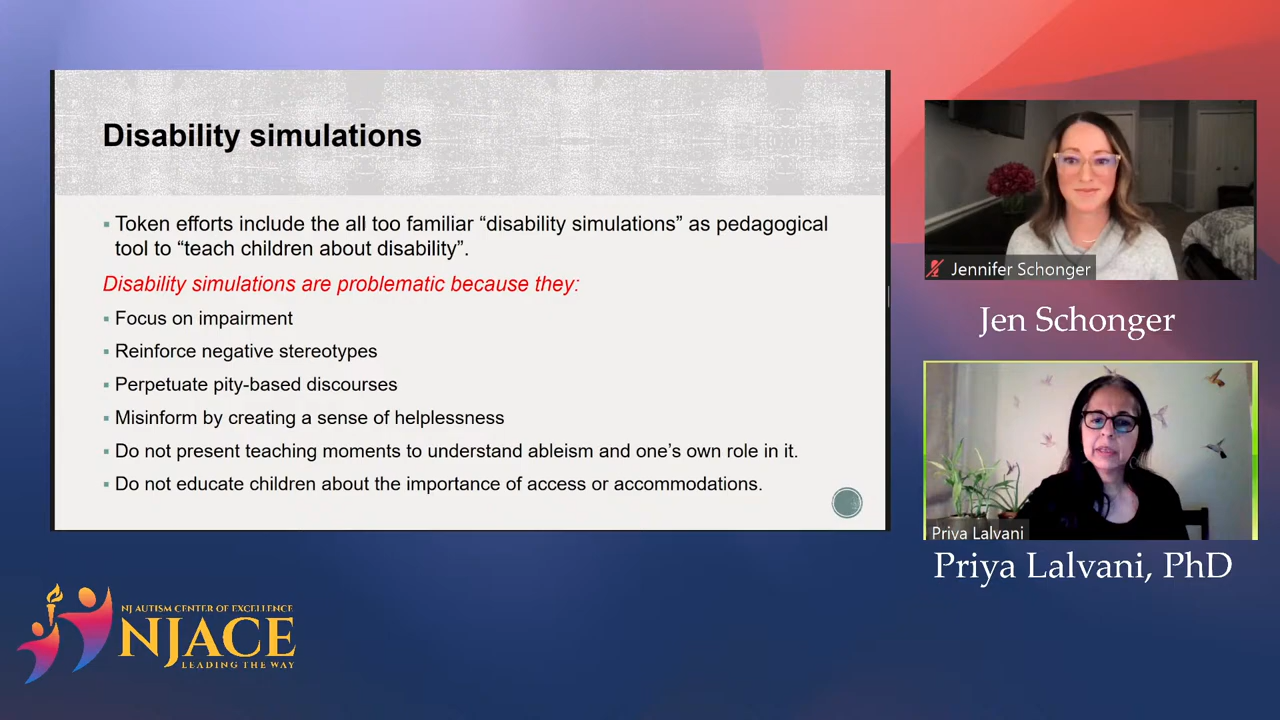 Disability simulations
Token efforts include the all too familiar “disability simulations” as pedagogical
tool to “teach children about disability”.
Disability simulations are problematic because they:
Focus on impairment
Reinforce negative stereotypes
Perpetuate pity-based discourses
Misinform by creating a sense of helplessness
Do not present teaching moments to understand ableism and one’s own role in it.
Do not educate children about the importance of access or accommodations.
Jennifer Schonger
Jen Schonger
Priya Lalvani
Priya Lalvani, PhD
NJ AUTISM CENTER OF EXCELLENCE
NJACE
LEADING THE WAY